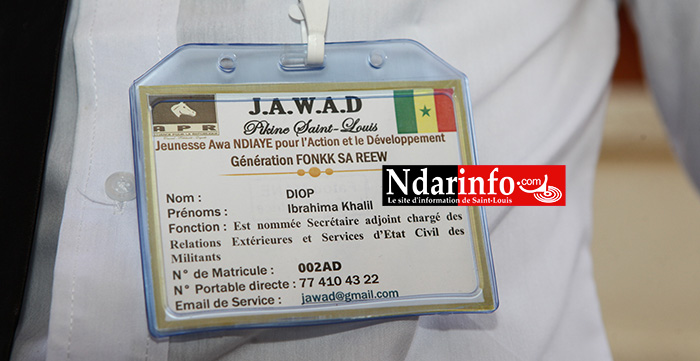 J.A.W.A.D
A P R
Pikine Saint-Louis
Jeunesse Awa NDIAYE pour l'Action et le Développement
Génération FONKK SA REEW
Nom : DIOP
Prénoms : Ibrahima Khalil
Fonction : Est nommée Secrétaire adjoint chargé des
Relations Extérieures et Services d'Etat Civil des
Militants
N° de Matricule : 002AD
N° Portable directe : 77 410 43 22
Email de Service : jawad@gmail.com
Ndarinfo.com
Le site d'information de Saint-Louis